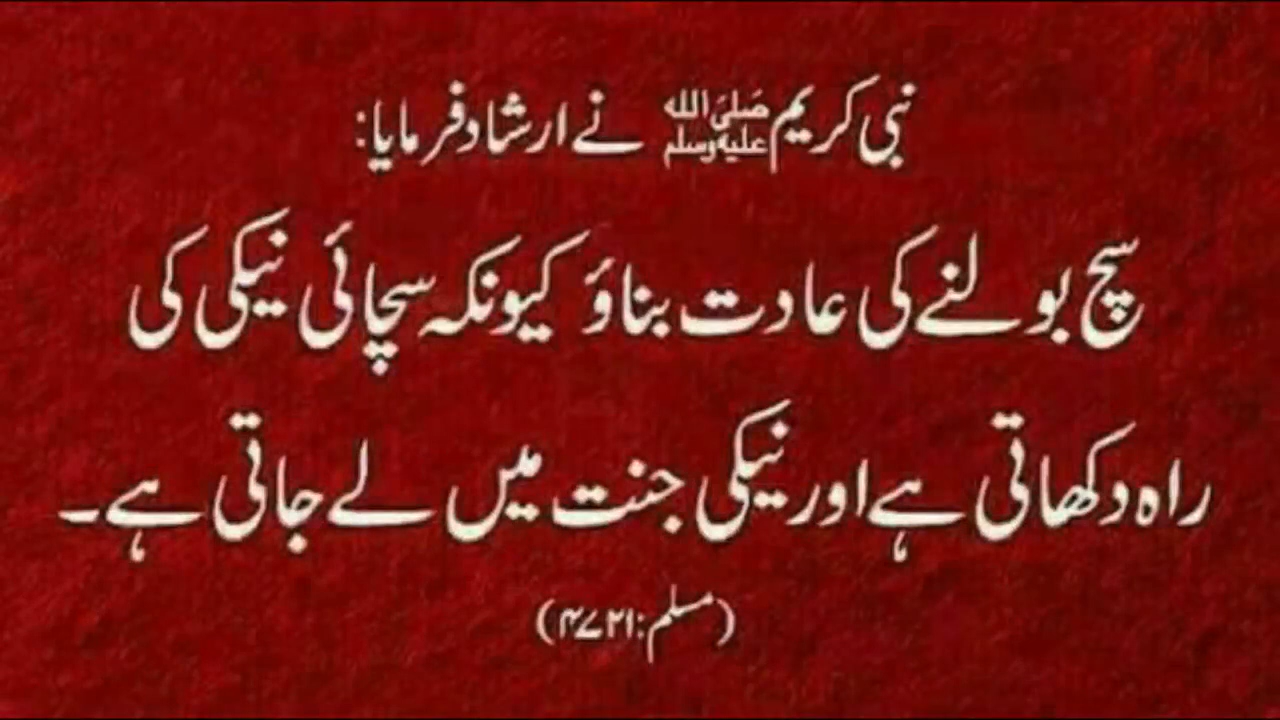 نبی کریم صلی اللہ علیہ وسلم نے ارشاد فرمایا:
سچ بولنے کی عادت بناؤ کیونکہ سچائی نیکی کی
راہ دکھاتی ہے اور نیکی جنت میں لے جاتی ہے۔
(مسلم: ۴۷۲۱)